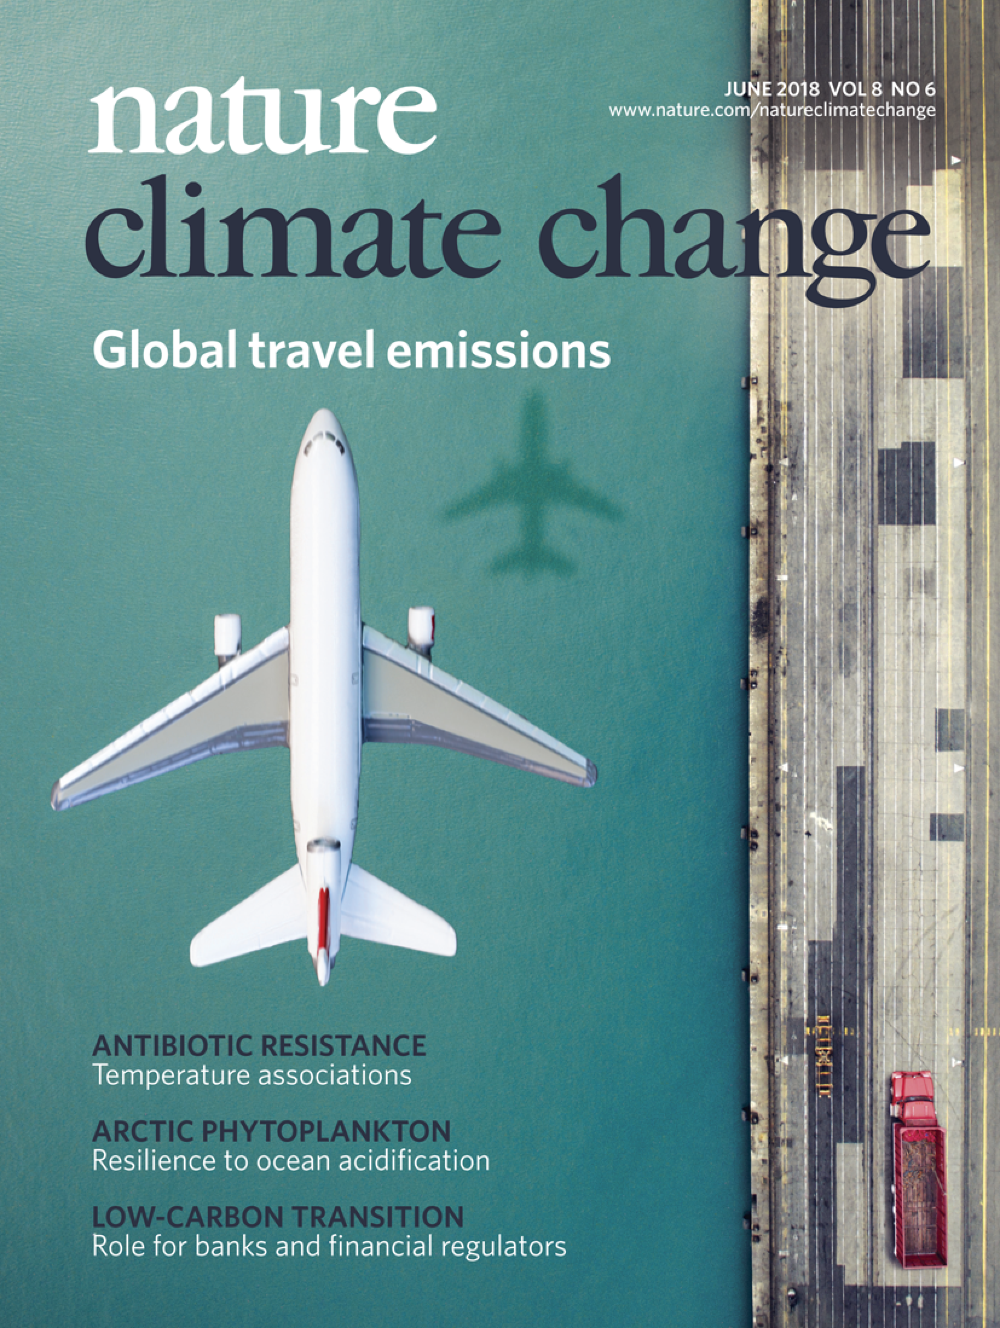 nature
climate change
JUNE 2018 VOL 8 NO 6
www.nature.com/natureclimatechange
Global travel emissions
ANTIBIOTIC RESISTANCE
Temperature associations
ARCTIC PHYTOPLANKTON
Resilience to ocean acidification
LOW-CARBON TRANSITION
Role for banks and financial regulators